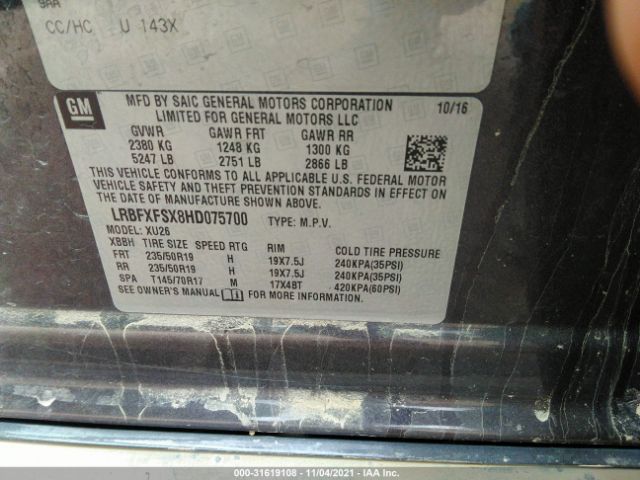 9AA
CC/HC U 143X
GM
MFD BY SAIC GENERAL MOTORS CORPORATION 10/16
LIMITED FOR GENERAL MOTORS LLC
GVWR GAWR FRT GAWR RR
2380 KG 1248 KG 1300 KG
5247 LB 2751 LB 2866 LB
THIS VEHICLE CONFORMS TO ALL APPLICABLE U.S. FEDERAL MOTOR
VEHICLE SAFETY AND THEFT PREVENTION STANDARDS IN EFFECT ON
THE DATE OF MANUFACTURE SHOWN ABOVE.
LRBFXFSX8HD075700 TYPE: M.P.V.
MODEL: XU26
XBBH TIRE SIZE SPEED RTG RIM COLD TIRE PRESSURE
FRT 235/50R19 H 19X7.5J 240KPA(35PSI)
RR 235/50R19 H 19X7.5J 240KPA(35PSI)
SPA T145/70R17 M 17X4BT 420KPA(60PSI)
SEE OWNER'S MANUAL FOR MORE INFORMATION.
000-31619108 - 11/04/2021 - IAA Inc.